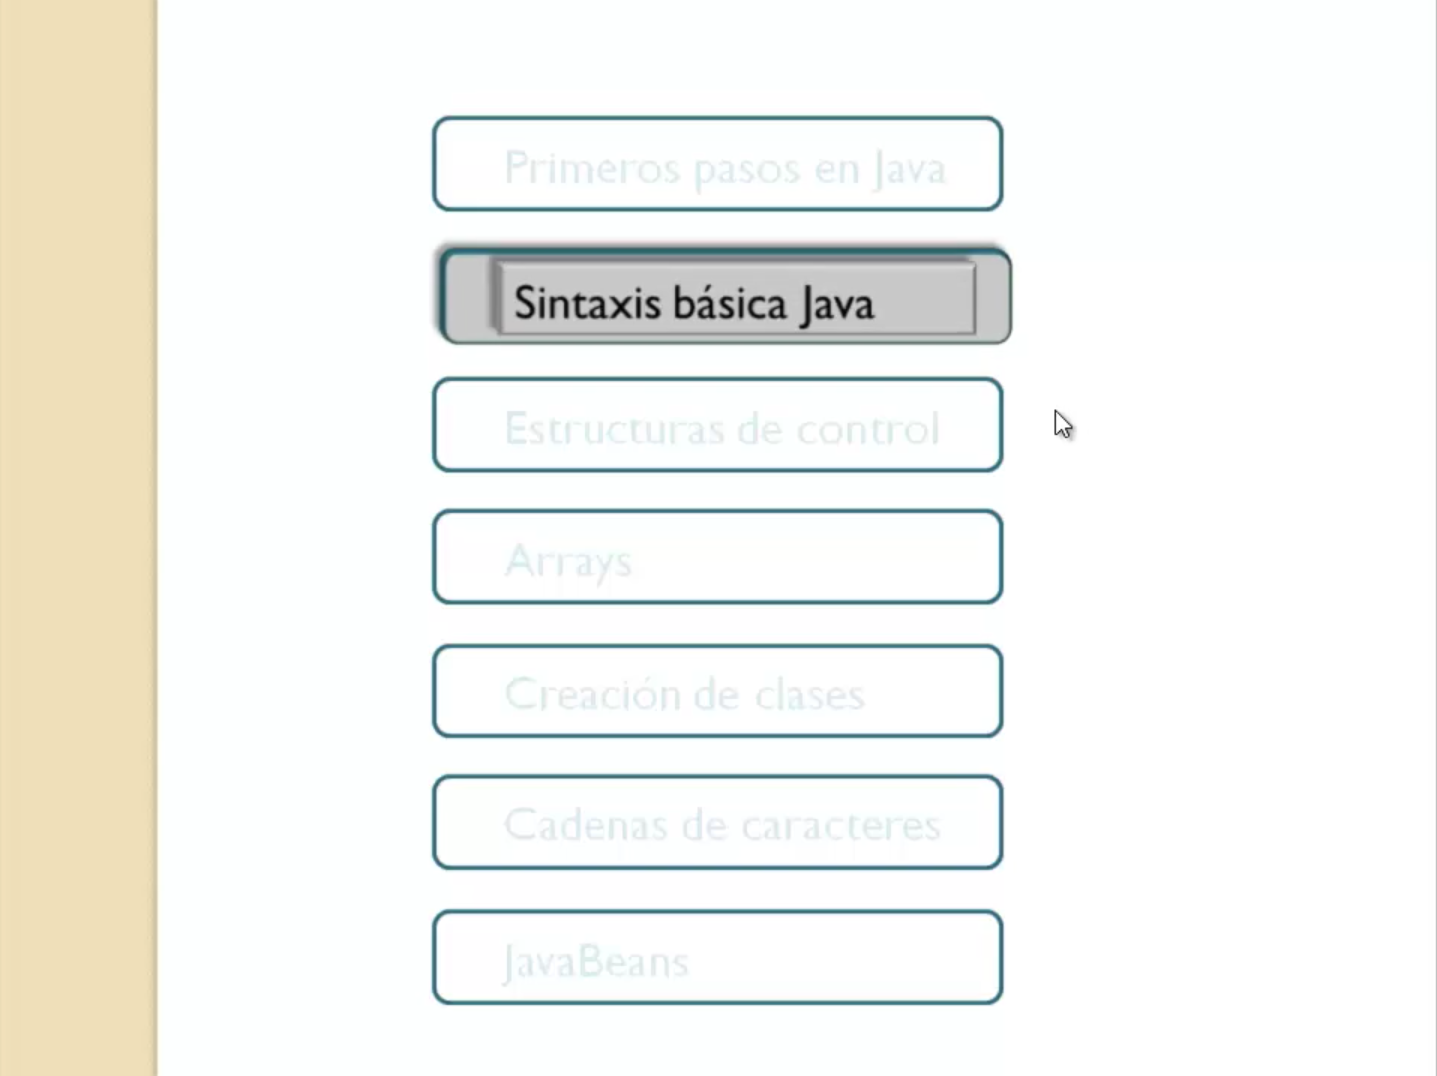 Primeros pasos en Java
Sintaxis básica Java
Estructuras de control
Arrays
Creación de clases
Cadenas de caracteres
JavaBeans